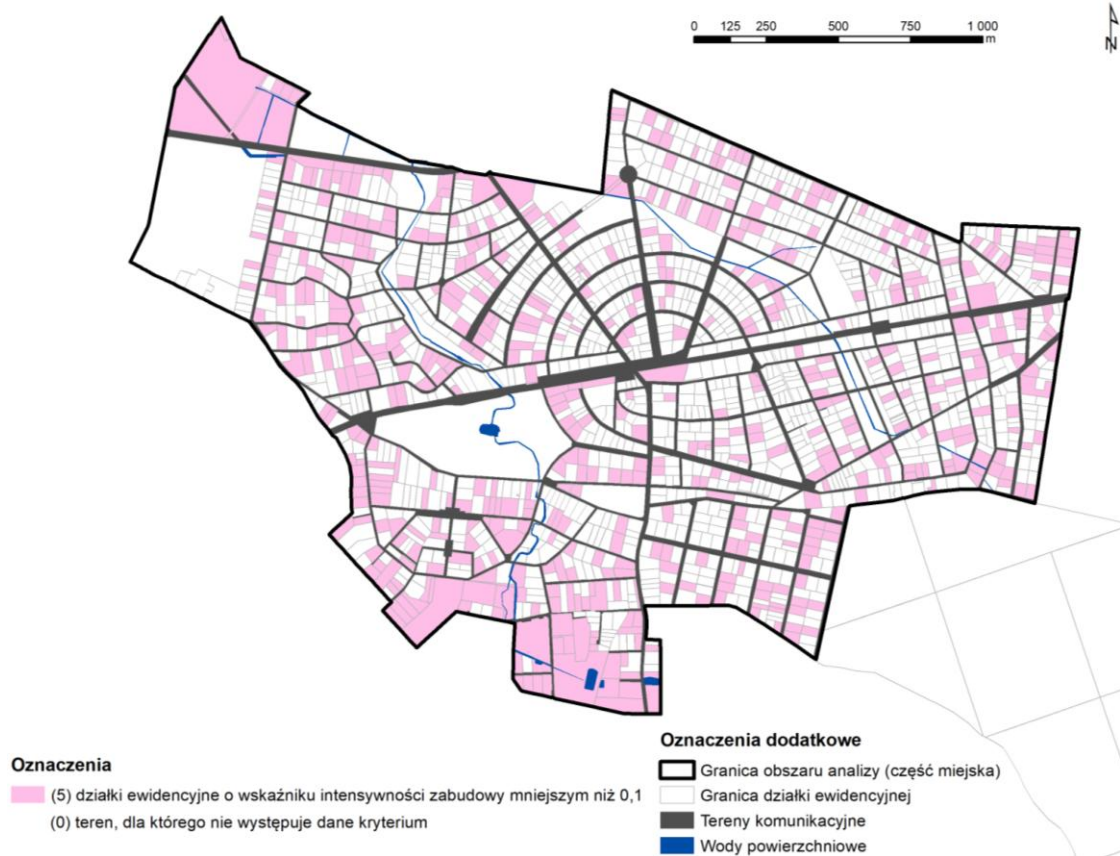 0 125 250 500 750 1 000
m
N
Oznaczenia
(5) działki ewidencyjne o wskaźniku intensywności zabudowy mniejszym niż 0,1
(0) teren, dla którego nie występuje dane kryterium
Oznaczenia dodatkowe
Granica obszaru analizy (część miejska)
Granica działki ewidencyjnej
Tereny komunikacyjne
Wody powierzchniowe